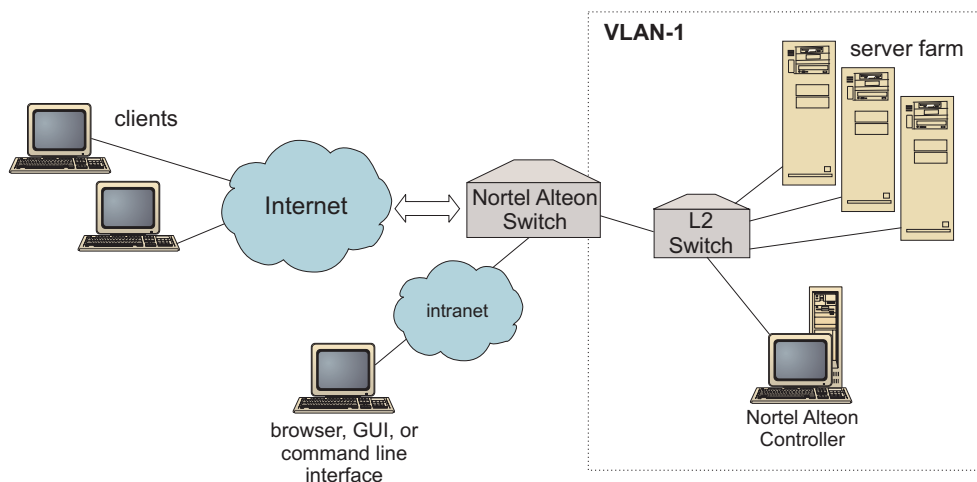 VLAN-1
server farm
clients
Internet
Nortel Alteon
Switch
L2
Switch
intranet
browser, GUI, or
command line
interface
Nortel Alteon
Controller